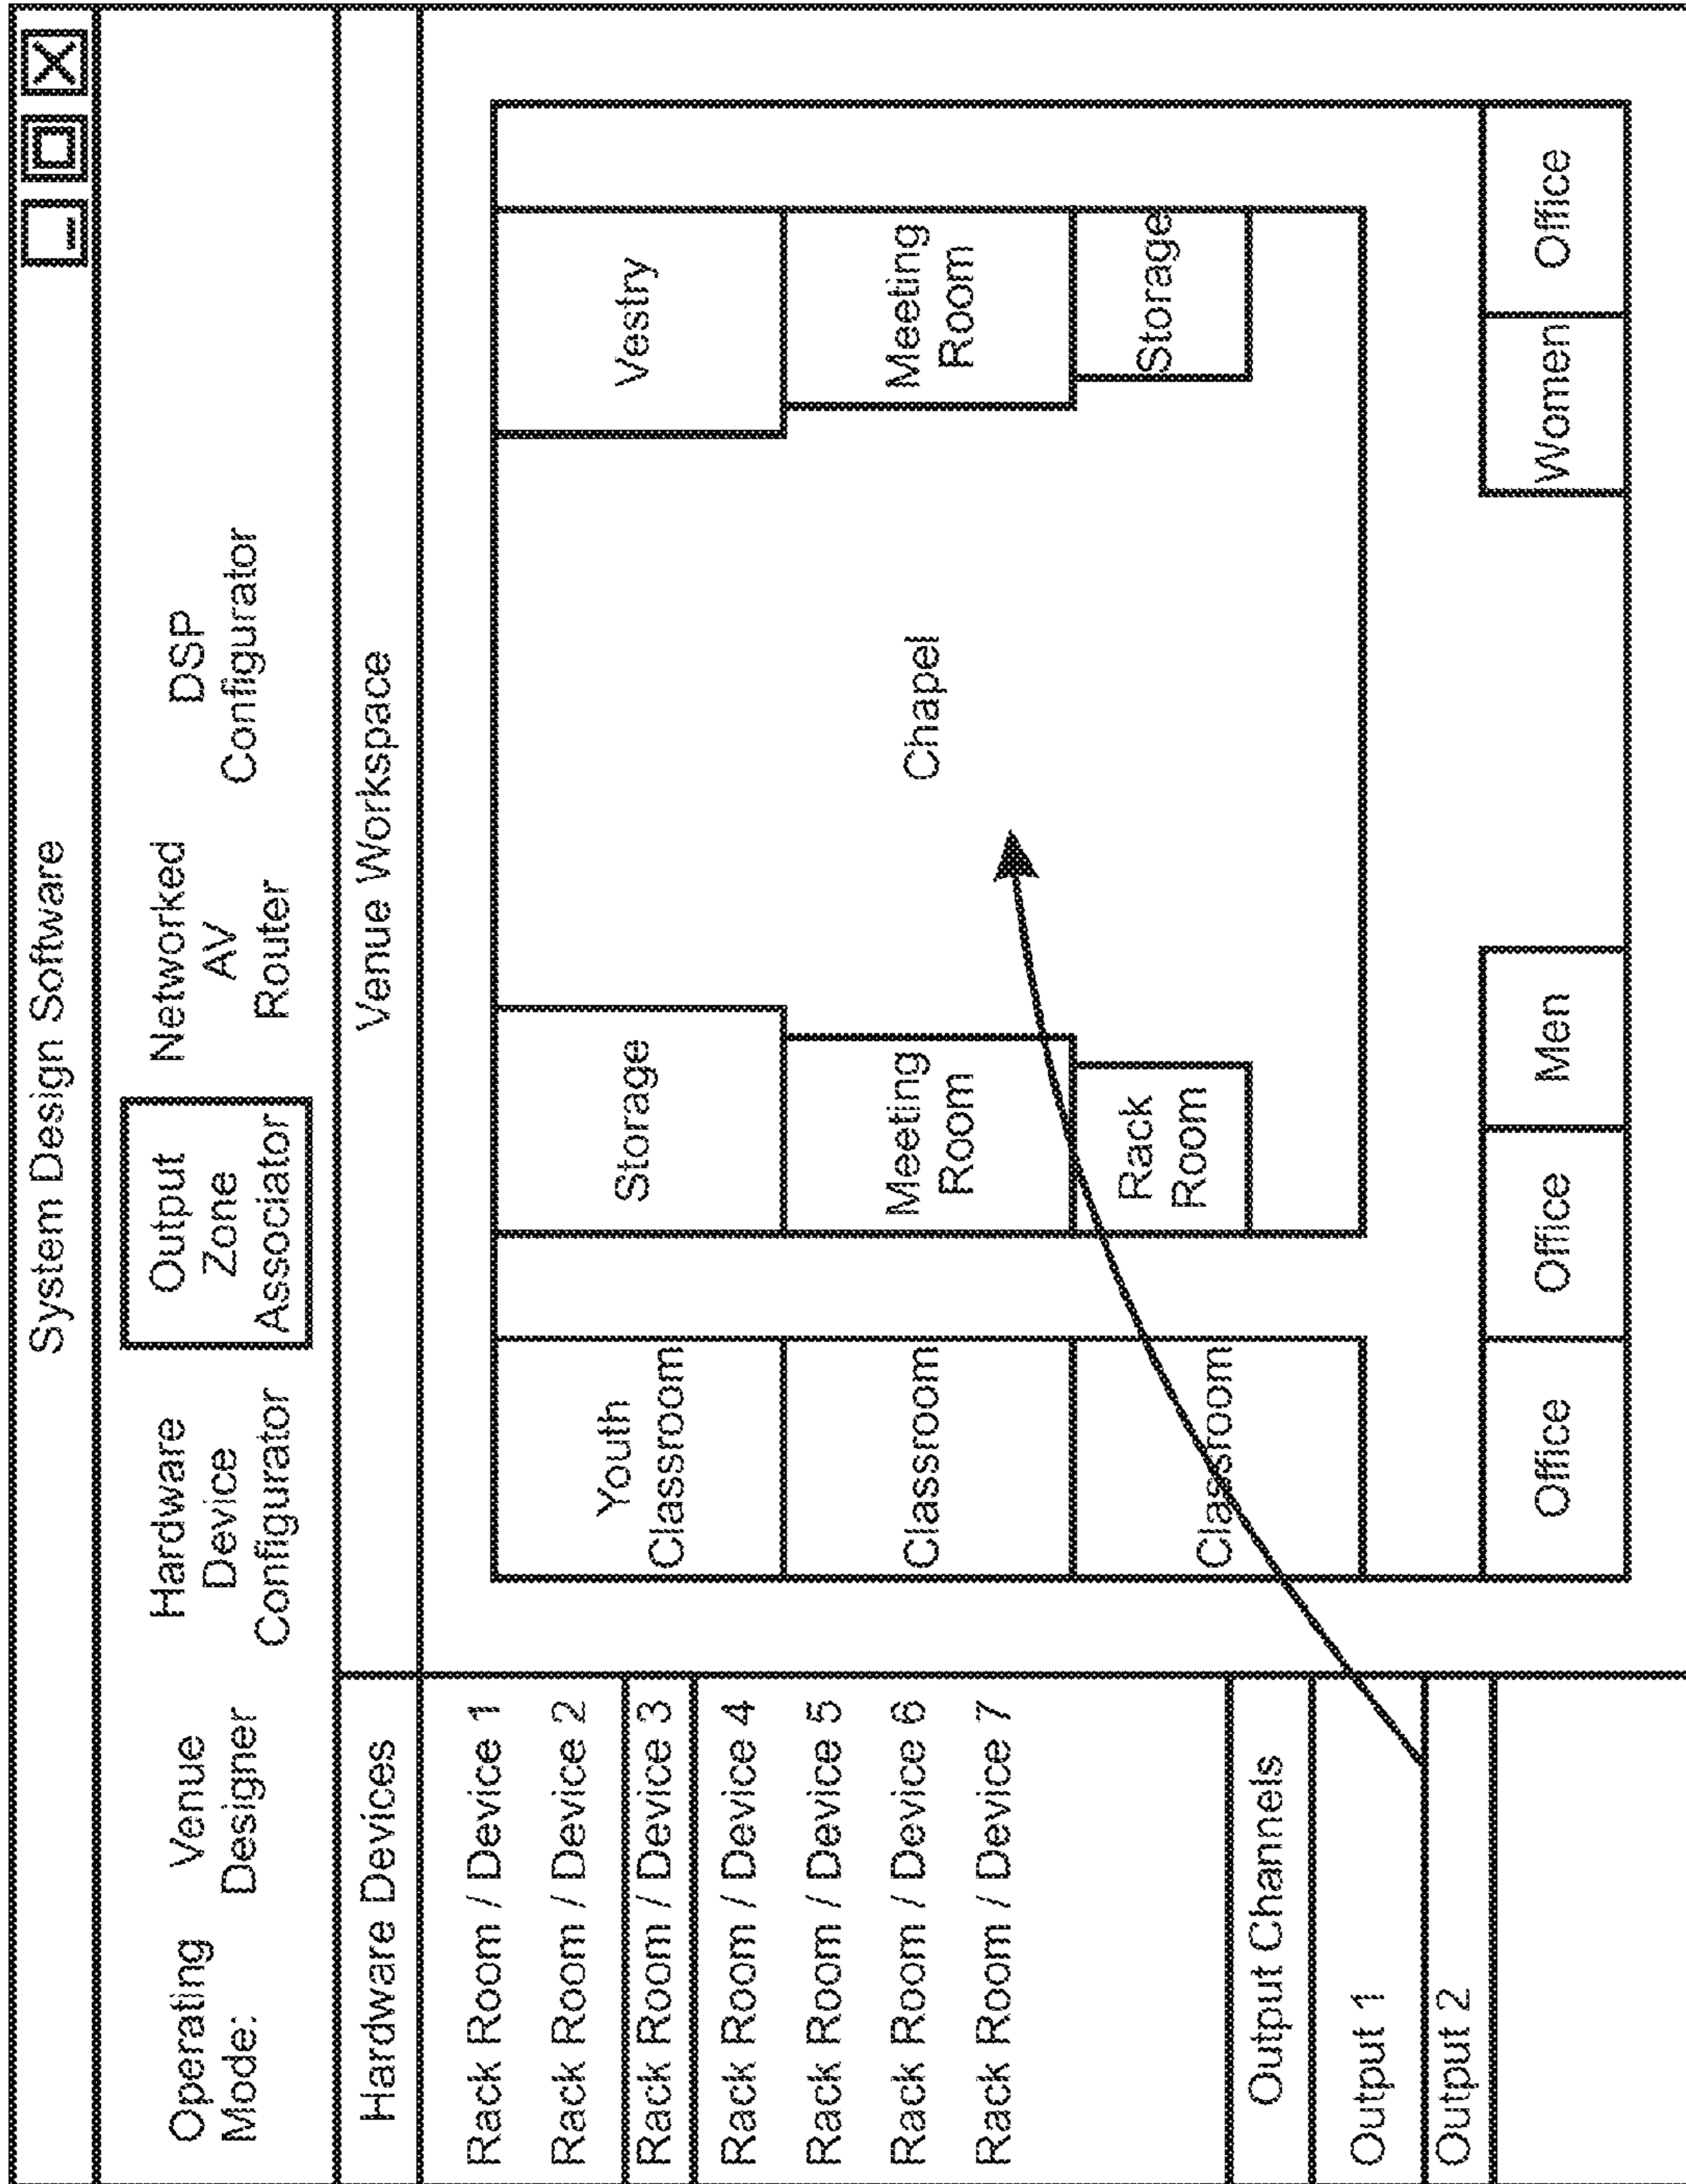 System Design Software
Operating
Mode:
Venue
Designer
Hardware
Device
Configurator
Output
Zone
Associator
Networked
AV
Router
DSP
Configurator
Hardware Devices
Rack Room / Device 1
Rack Room / Device 2
Rack Room / Device 3
Rack Room / Device 4
Rack Room / Device 5
Rack Room / Device 6
Rack Room / Device 7
Output Channels
Output 1
Output 2
Venue Workspace
Youth
Classroom
Storage
Vestry
Classroom
Meeting
Room
Chapel
Meeting
Room
Classroom
Rack
Room
Storage
Office
Office
Men
Women
Office